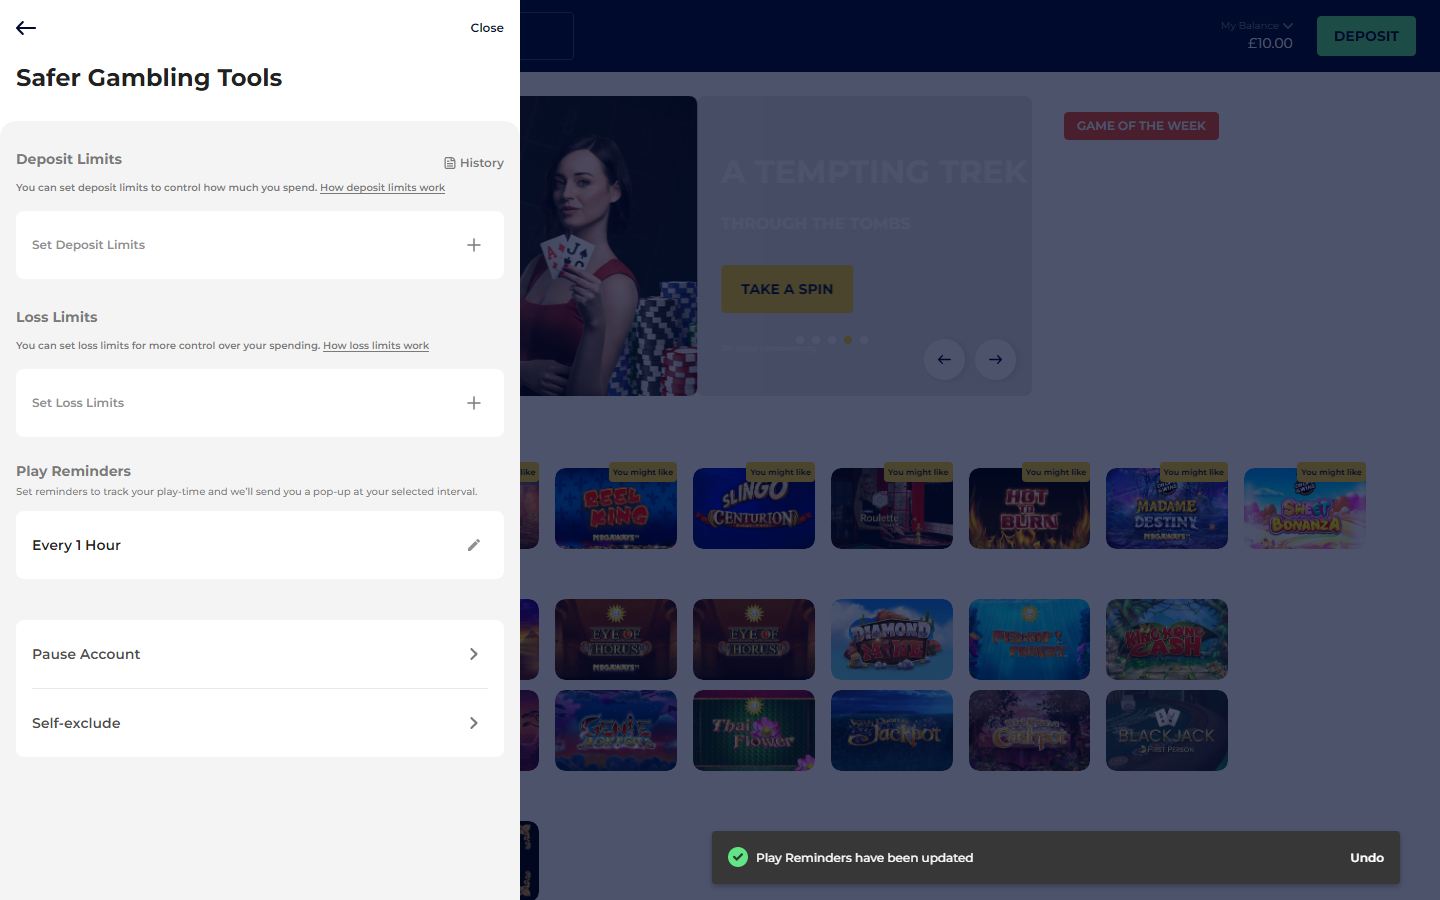 Close
Safer Gambling Tools
Deposit Limits
History
You can set deposit limits to control how much you spend. How deposit limits work
Set Deposit Limits
Loss Limits
You can set loss limits for more control over your spending. How loss limits work
Set Loss Limits
Play Reminders
Set reminders to track your play-time and we'll send you a pop-up at your selected interval.
Every 1 Hour
Pause Account
Self-exclude
My Balance
£10.00
DEPOSIT
A TEMPTING TREK
THROUGH THE TOMBS
TAKE A SPIN
GAME OF THE WEEK
like
You might like
You might like
You might like
You might like
You might like
You might like
REEL KING
MEGAWAYS
SLINGO
CENTURION
Roulette
HOT TO BURN
MADAME DESTINY
MEGAWAYS
SWEET BONANZA
EYE OF HORUS
MEGAWAYS
EYE OF HORUS
DIAMOND MINE
FISHIN' FRENZY
KING KONG CASH
GENIE JACKPOTS
Thai Flower
Jackpot
BLACKJACK
FIRST PERSON
Play Reminders have been updated
Undo